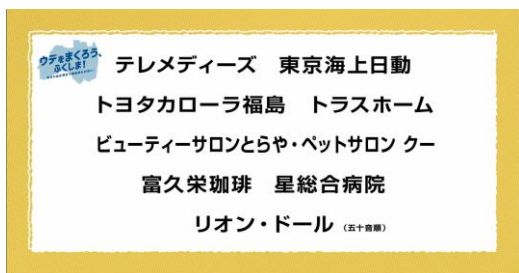 ウデをまくろう、
ふくしま!
テレメディーズ 東京海上日動
トヨタカローラ福島 トラスホーム
ビューティーサロンとらや・ペットサロン クー
富久栄珈琲 星総合病院
リオン・ドール (五十音順)